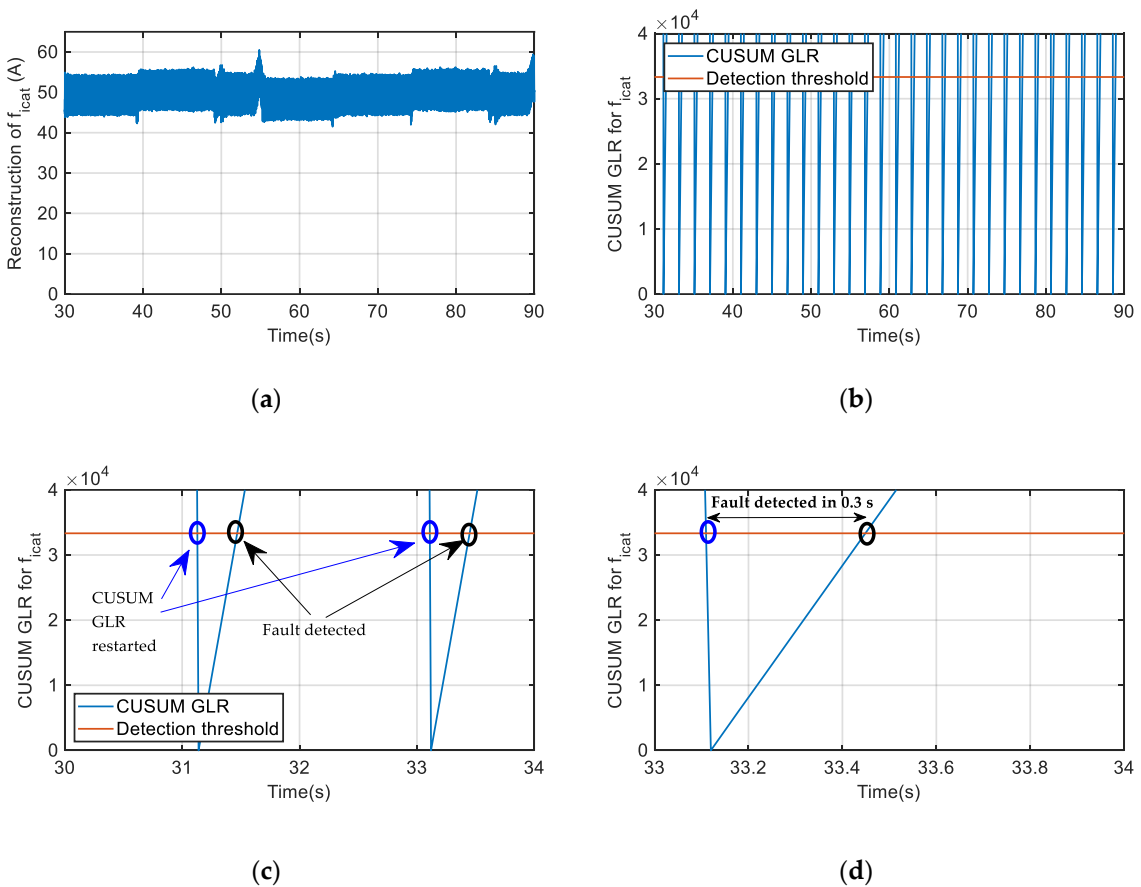 Reconstruction of f_icat (A)
60
50
40
30
20
10
0
30 40 50 60 70 80 90
Time(s)
(a)
×10^4
CUSUM GLR for f_icat
4
3
2
1
0
CUSUM GLR
Detection threshold
30 40 50 60 70 80 90
Time(s)
(b)
×10^4
CUSUM GLR for f_icat
4
3
2
1
0
CUSUM
GLR
restarted
Fault detected
CUSUM GLR
Detection threshold
30 31 32 33 34
Time(s)
(c)
×10^4
CUSUM GLR for f_icat
4
3
2
1
0
Fault detected in 0.3 s
33 33.2 33.4 33.6 33.8 34
Time(s)
(d)